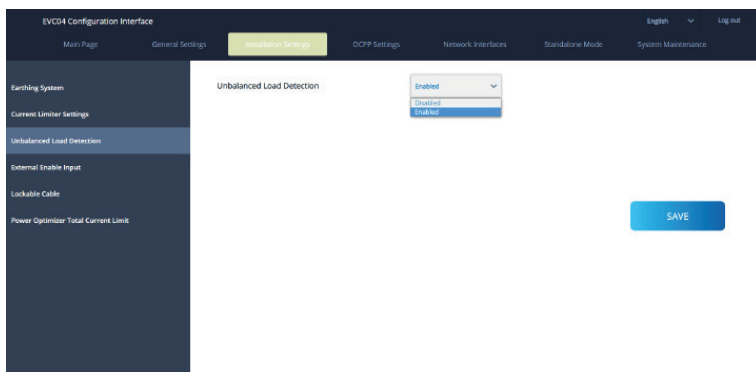 EVC04 Configuration Interface
English
Log out
Main Page
General Settings
Installation Settings
OCPP Settings
Network Interfaces
Standalone Mode
System Maintenance
Earthing System
Current Limiter Settings
Unbalanced Load Detection
External Enable Input
Lockable Cable
Power Optimizer Total Current Limit
Unbalanced Load Detection
Enabled
Disabled
Enabled
SAVE